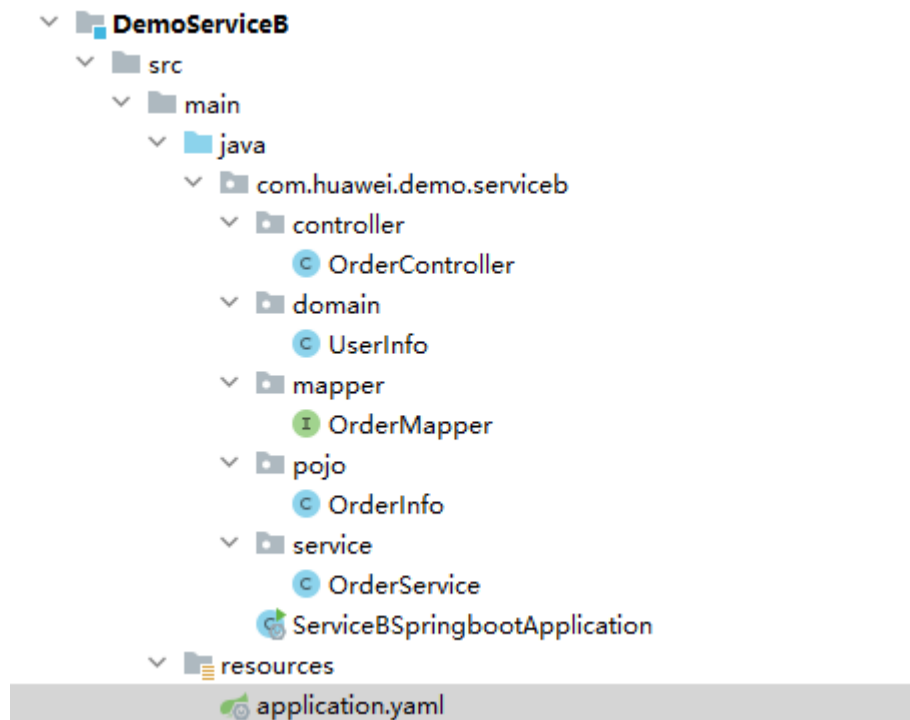 DemoServiceB
src
main
java
com.huawei.demo.serviceb
controller
C OrderController
domain
C UserInfo
mapper
I OrderMapper
pojo
C OrderInfo
service
C OrderService
C ServiceBSpringbootApplication
resources
application.yaml